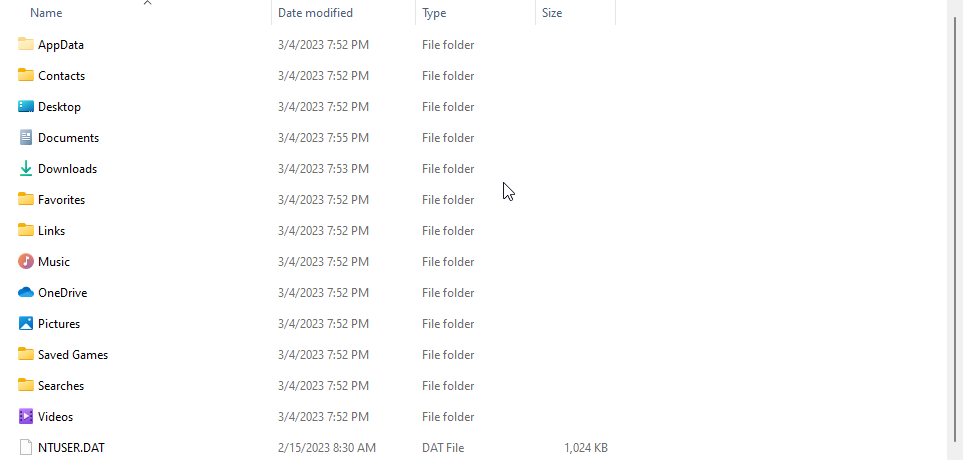 Name Date modified Type Size
AppData 3/4/2023 7:52 PM File folder
Contacts 3/4/2023 7:52 PM File folder
Desktop 3/4/2023 7:52 PM File folder
Documents 3/4/2023 7:55 PM File folder
Downloads 3/4/2023 7:53 PM File folder
Favorites 3/4/2023 7:52 PM File folder
Links 3/4/2023 7:52 PM File folder
Music 3/4/2023 7:52 PM File folder
OneDrive 3/4/2023 7:52 PM File folder
Pictures 3/4/2023 7:52 PM File folder
Saved Games 3/4/2023 7:52 PM File folder
Searches 3/4/2023 7:52 PM File folder
Videos 3/4/2023 7:52 PM File folder
NTUSER.DAT 2/15/2023 8:30 AM DAT File 1,024 KB